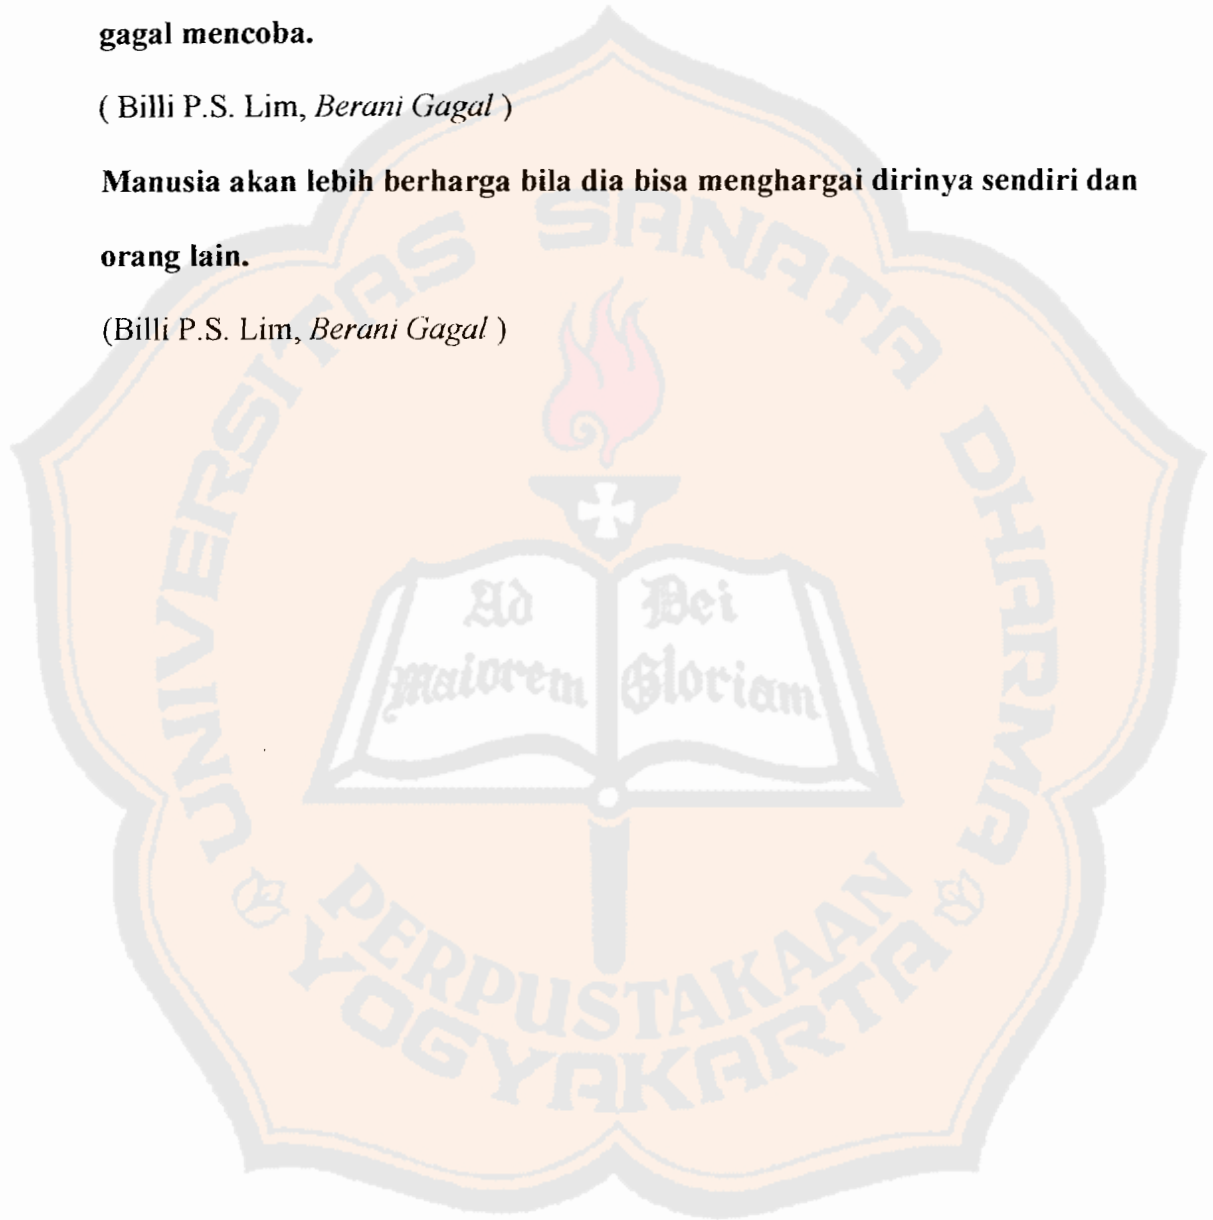 gagal mencoba.
( Billi P.S. Lim, Berani Gagal )
Manusia akan lebih berharga bila dia bisa menghargai dirinya sendiri dan
orang lain.
(Billi P.S. Lim, Berani Gagal )
UNIVERSITAS SANATA DHARMA
Ad Dei
Maiorem Gloriam
PERPUSTAKAAN
YOGYAKARTA